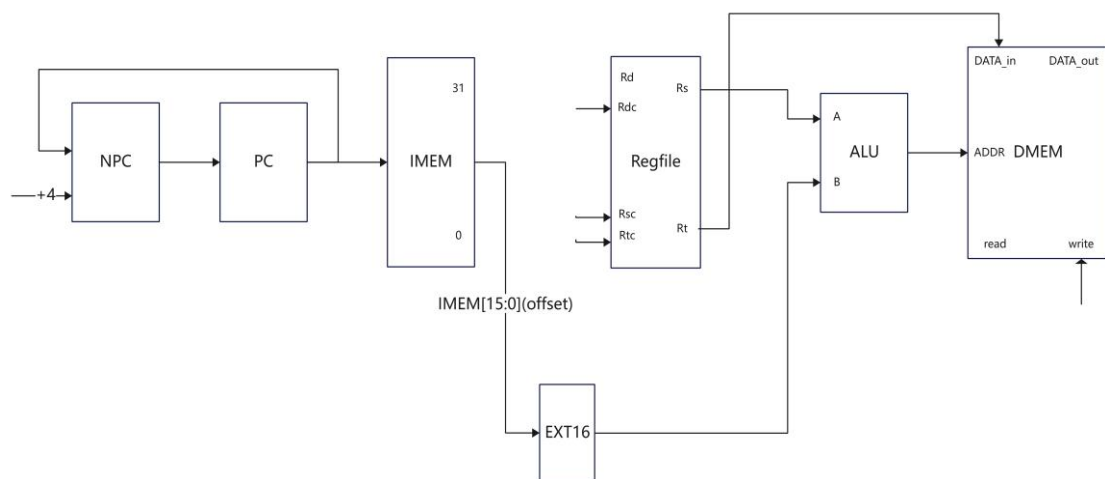 DATA_in
DATA_out
Rd
Rs
31
Rdc
A
NPC
PC
IMEM
Regfile
ALU
ADDR
DMEM
B
+4
Rsc
Rt
0
Rtc
read
write
IMEM[15:0](offset)
EXT16